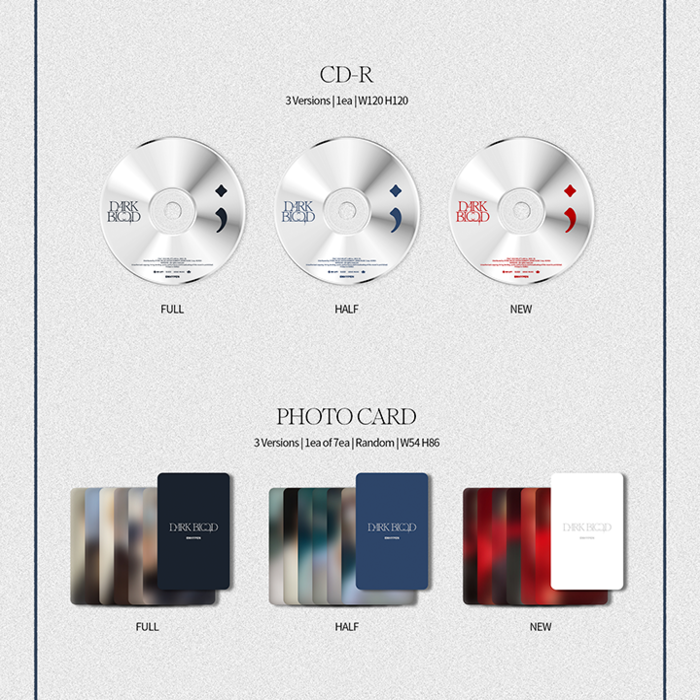 CD-R
3 Versions | 1ea | W120 H120
DARK
BLOOD
DARK
BLOOD
DARK
BLOOD
FULL
HALF
NEW
PHOTO CARD
3 Versions | 1ea of 7ea | Random | W54 H86
DARK BLOOD
DARK BLOOD
DARK BLOOD
FULL
HALF
NEW